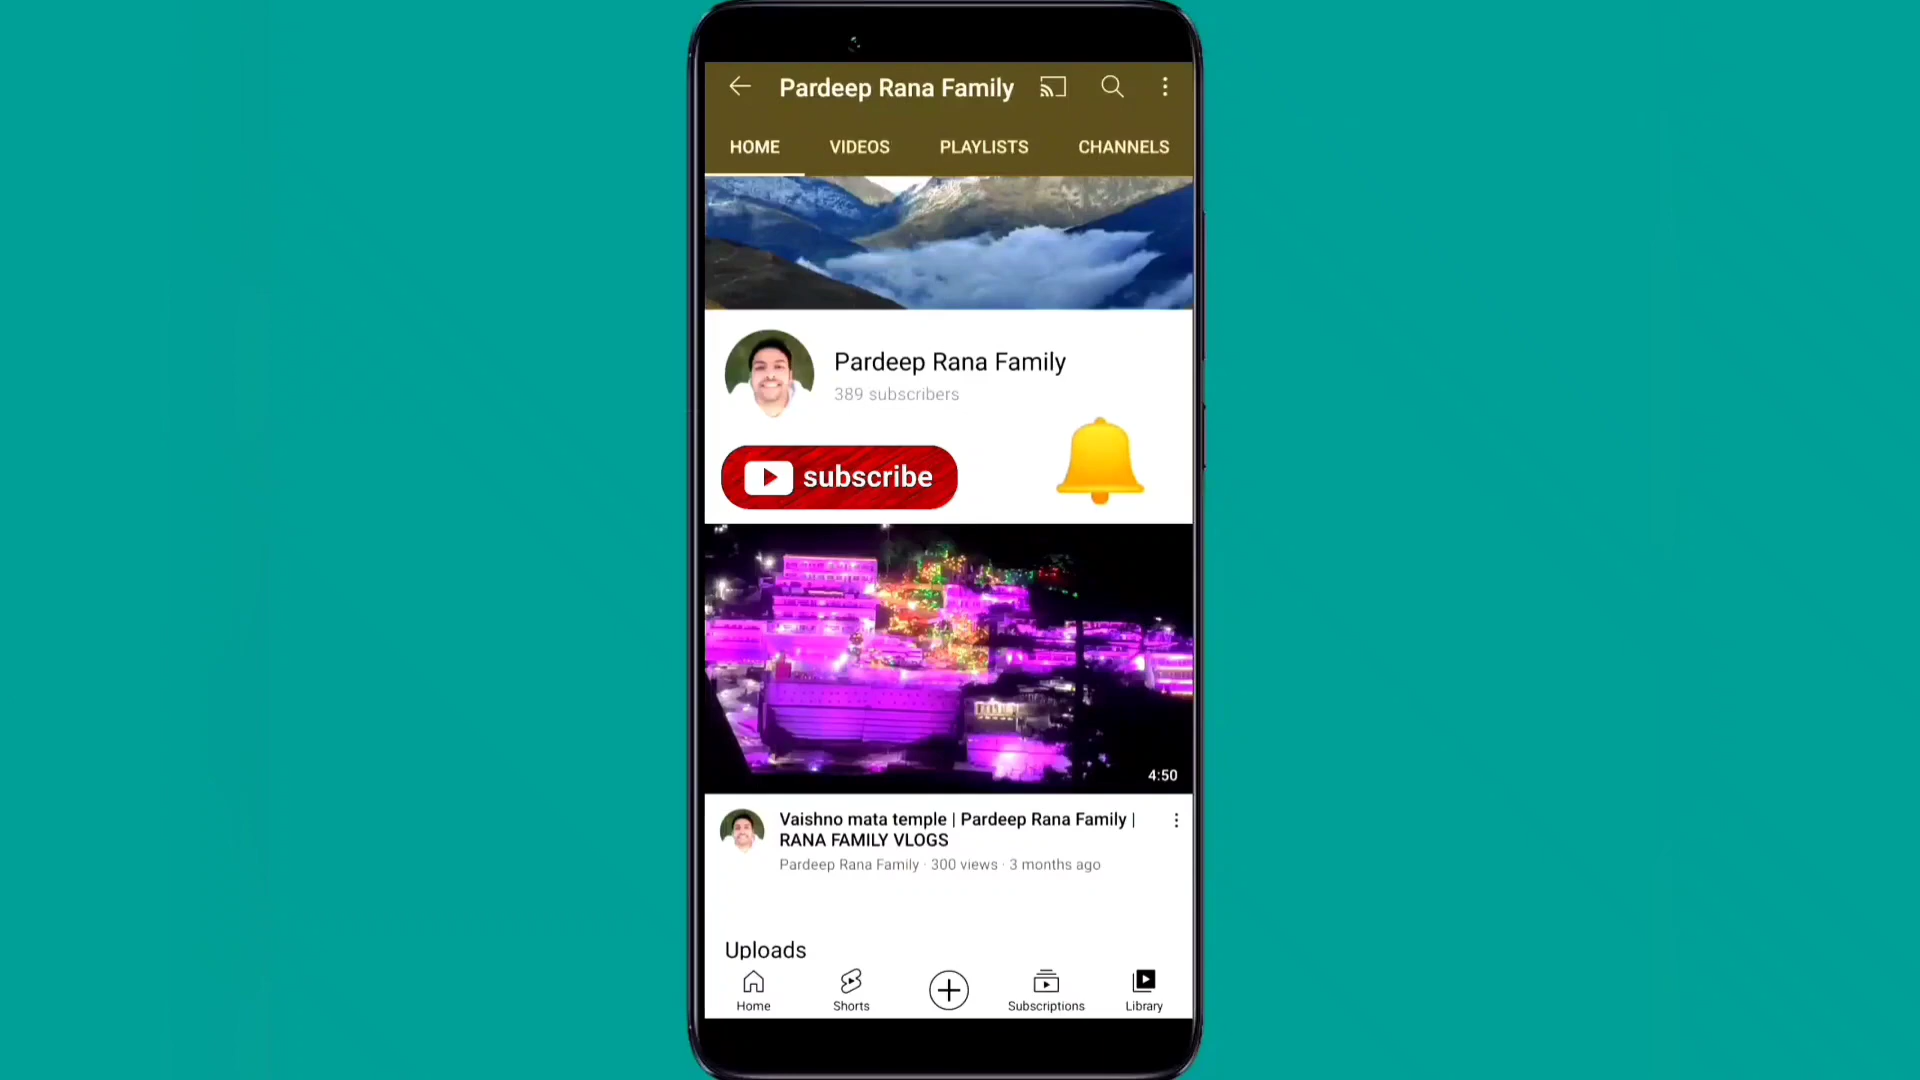 Pardeep Rana Family
HOME VIDEOS PLAYLISTS CHANNELS
Pardeep Rana Family
389 subscribers
subscribe
4:50
Vaishno mata temple | Pardeep Rana Family |
RANA FAMILY VLOGS
Pardeep Rana Family · 300 views · 3 months ago
Uploads
Home Shorts Subscriptions Library